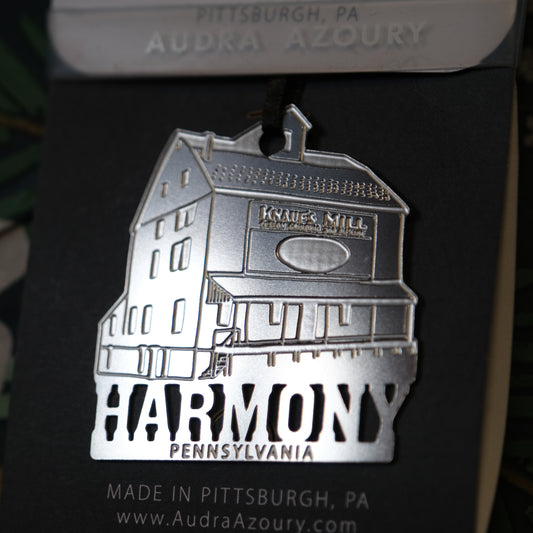 PITTSBURGH, PA
AUDRA AZOURY
KNAUF'S MILL
HARMONY
PENNSYLVANIA
MADE IN PITTSBURGH, PA
www.AudraAzoury.com